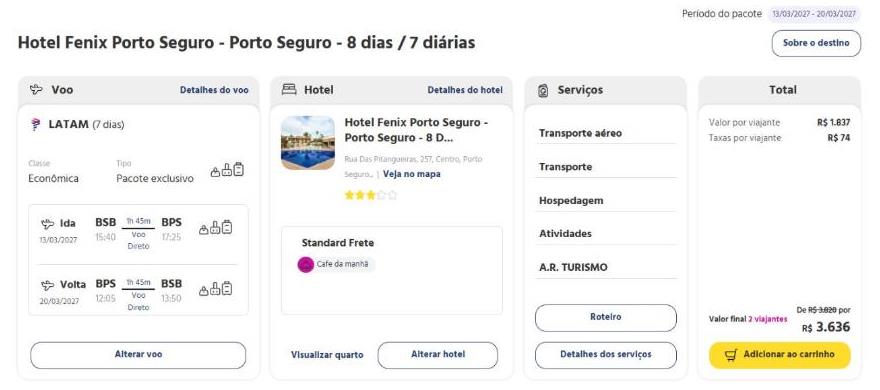 Período do pacote 13/03/2027 - 20/03/2027
Hotel Fenix Porto Seguro - Porto Seguro - 8 dias / 7 diárias
Sobre o destino
Voo
Detalhes do voo
LATAM (7 dias)
Classe
Tipo
Econômica
Pacote exclusivo
Ida BSB 1h 45m BPS
13/03/2027 15:40 Voo 17:25
Direto
Volta BPS 1h 45m BSB
20/03/2027 12:05 Voo 13:50
Direto
Alterar voo
Hotel
Detalhes do hotel
Hotel Fenix Porto Seguro -
Porto Seguro - 8 D...
Rua Das Pitangueiras, 257, Centro, Porto
Seguro,. | Veja no mapa
Standard Frete
Cafe da manhã
Visualizar quarto
Alterar hotel
Serviços
Transporte aéreo
Transporte
Hospedagem
Atividades
A.R. TURISMO
Roteiro
Detalhes dos serviços
Total
Valor por viajante R$ 1.837
Taxas por viajante R$ 74
De R$ 3.820 por
Valor final 2 viajantes
R$ 3.636
Adicionar ao carrinho